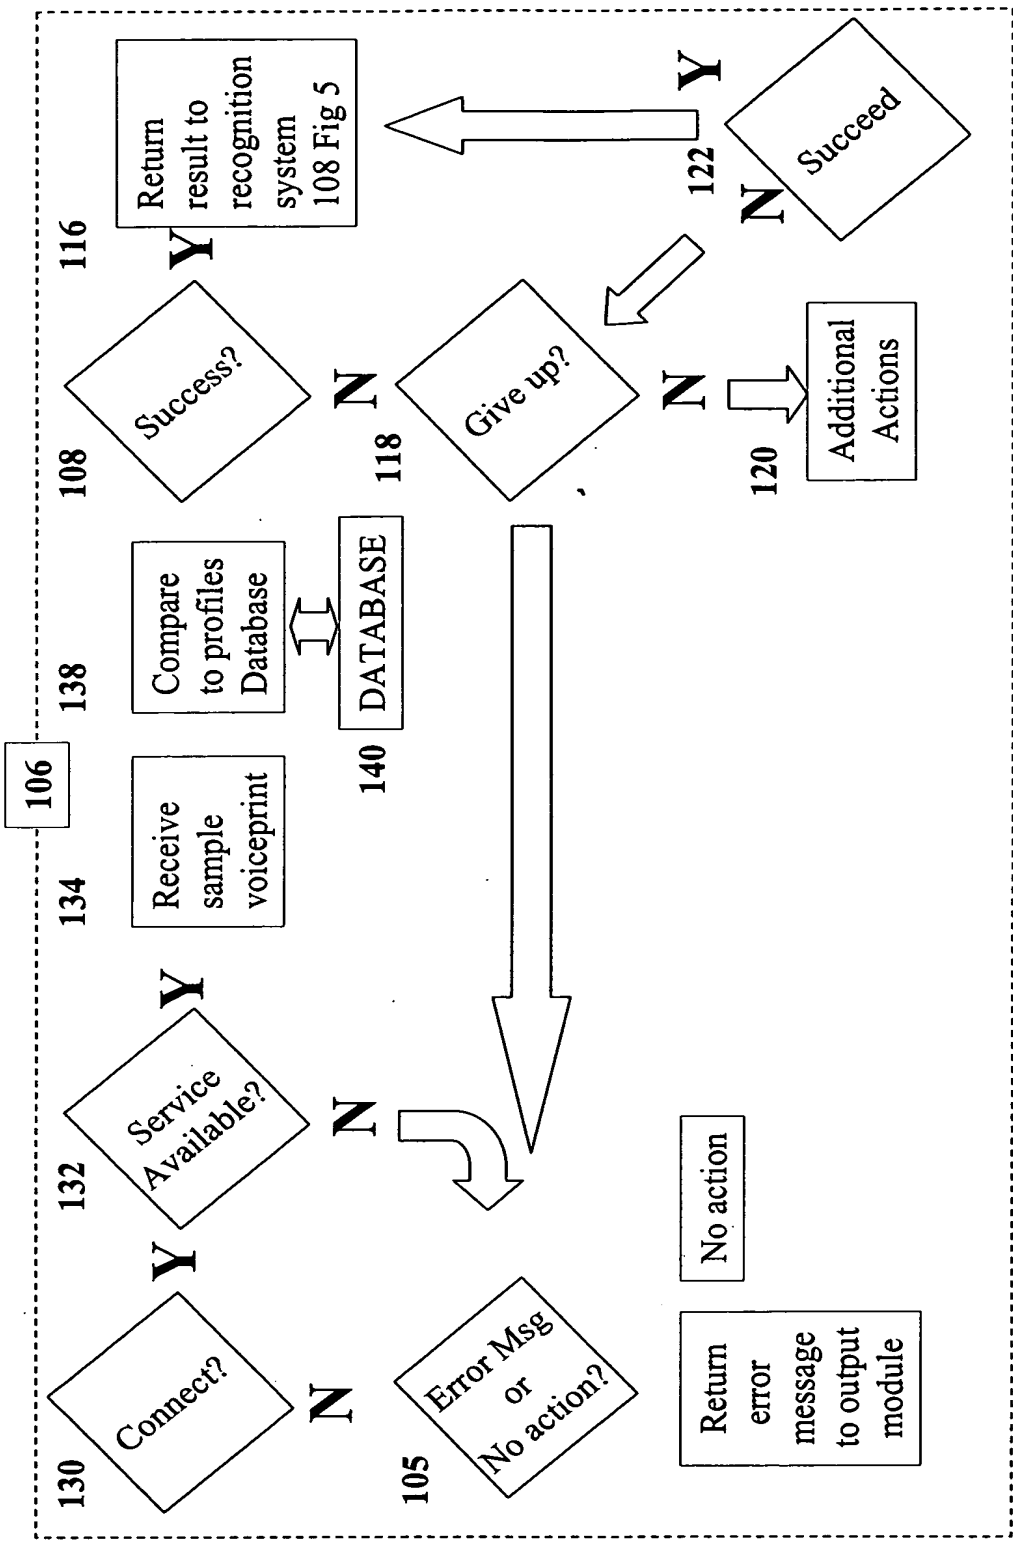 106
130
Connect?
Y
N
132
Service
Available?
Y
N
134
Receive
sample
voiceprint
138
Compare
to profiles
Database
140
DATABASE
108
Success?
Y
N
116
Return
result to
recognition
system
108 Fig 5
105
Error Msg
or
No action?
118
Give up?
N
122
Y
N
Succeed
Return
error
message
to output
module
No action
120
Additional
Actions